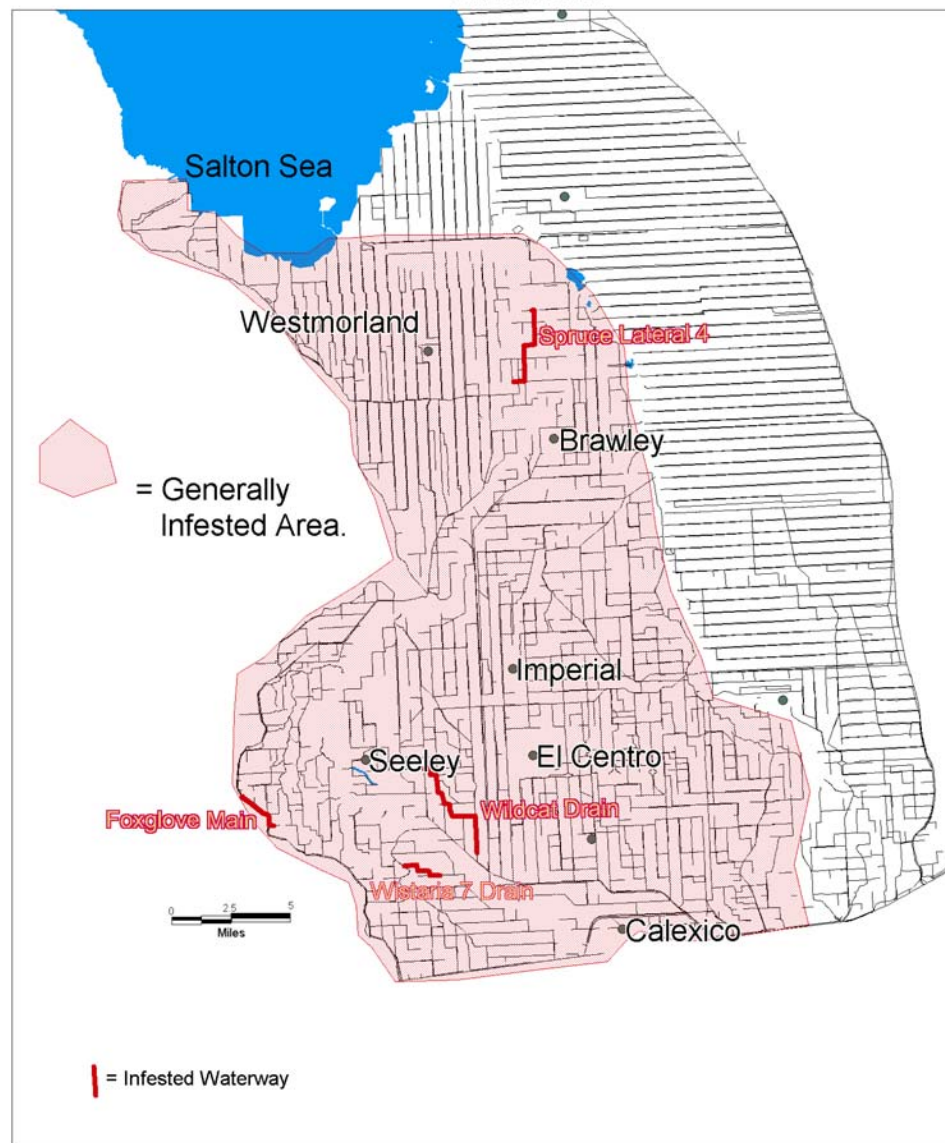 Salton Sea
Westmorland
Spruce Lateral 4
Brawley
= Generally
Infested Area.
Imperial
Seeley
El Centro
Foxglove Main
Wildcat Drain
Wistaria 7 Drain
0 2.5 5
Miles
Calexico
= Infested Waterway